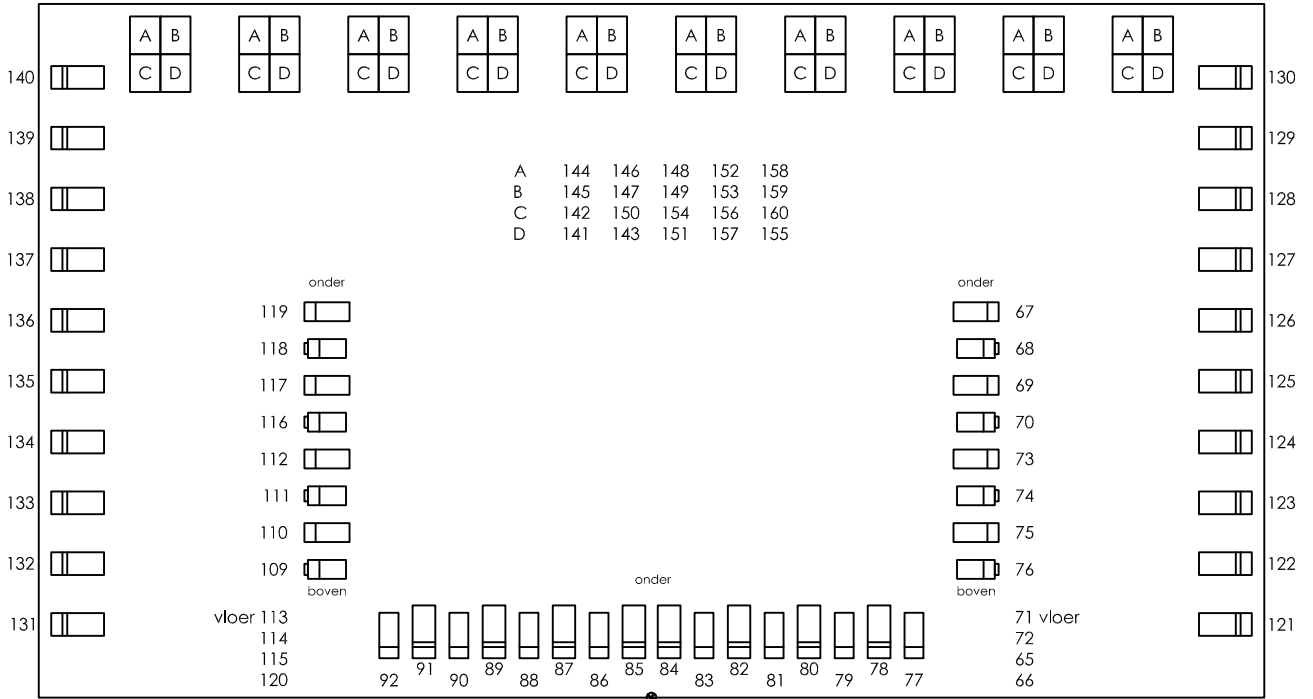 A B A B A B A B A B A B A B A B A B A B
C D C D C D C D C D C D C D C D C D C D
140 130
139 129
A 144 146 148 152 158
B 145 147 149 153 159
138 128
C 142 150 154 156 160
D 141 143 151 157 155
137 127
onder onder
119 67
136 126
118 68
135 117 69 125
116 70
134 124
112 73
111 74
133 123
110 75
132 122
109 76
onder
boven boven
131 vloer 113 71 vloer 121
114 72
115 65
91 89 87 85 84 82 80 78
120 92 90 88 86 83 81 79 77 66